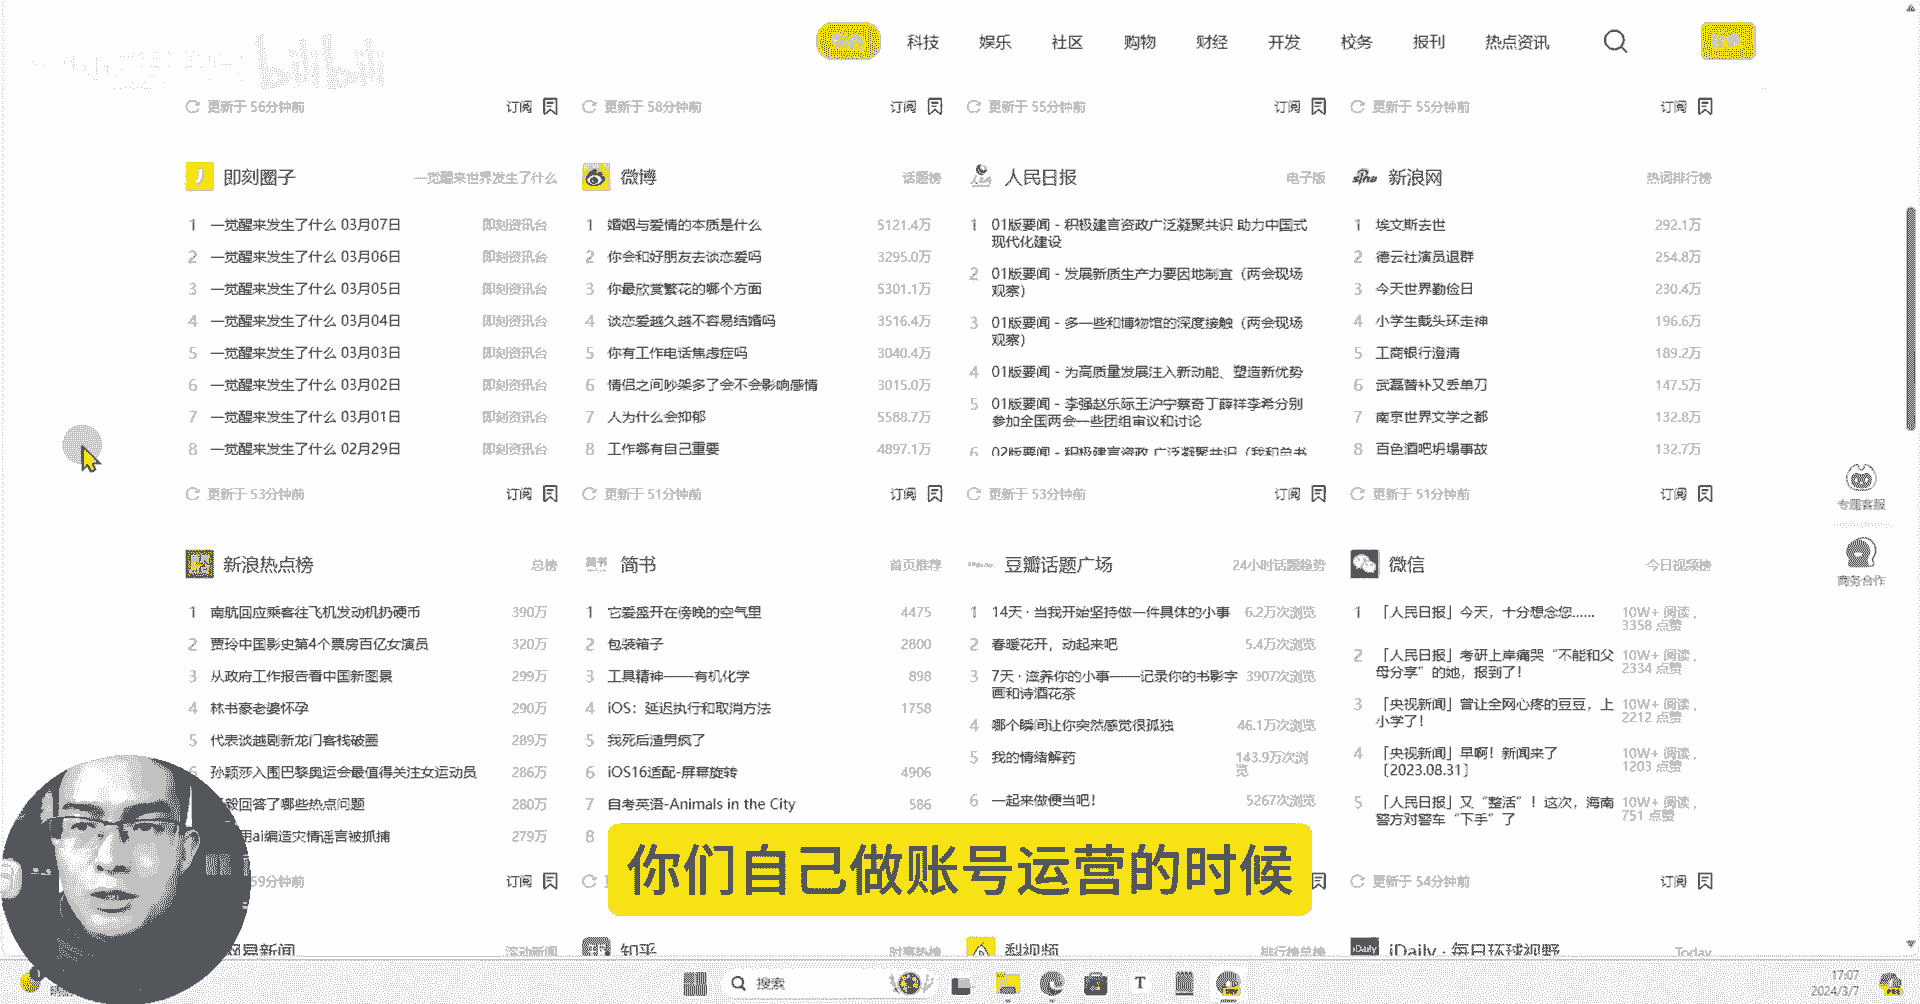 bilibili
科技 娱乐 社区 购物 财经 开发 校务 报刊 热点资讯
更新于 56分钟前 订阅
更新于 58分钟前 订阅
更新于 55分钟前 订阅
更新于 55分钟前 订阅
即刻圈子 一觉醒来世界发生了什么
1 一觉醒来发生了什么 03月07日 即刻资讯台
2 一觉醒来发生了什么 03月06日 即刻资讯台
3 一觉醒来发生了什么 03月05日 即刻资讯台
4 一觉醒来发生了什么 03月04日 即刻资讯台
5 一觉醒来发生了什么 03月03日 即刻资讯台
6 一觉醒来发生了什么 03月02日 即刻资讯台
7 一觉醒来发生了什么 03月01日 即刻资讯台
8 一觉醒来发生了什么 02月29日 即刻资讯台
更新于 53分钟前 订阅
微博 话题榜
1 婚姻与爱情的本质是什么 5121.4万
2 你会和好朋友去谈恋爱吗 3295.0万
3 你最欣赏繁花的哪个方面 5301.1万
4 谈恋爱越久越不容易结婚吗 3516.4万
5 你有工作电话焦虑症吗 3040.4万
6 情侣之间吵架多了会不会影响感情 3015.0万
7 人为什么会抑郁 5588.7万
8 工作哪有自己重要 4897.1万
更新于 51分钟前 订阅
人民日报 电子版
1 01版要闻 - 积极建言资政广泛凝聚共识 助力中国式
现代化建设
2 01版要闻 - 发展新质生产力要因地制宜（两会现场
观察）
3 01版要闻 - 多一些和博物馆的深度接触（两会现场
观察）
4 01版要闻 - 为高质量发展注入新动能、塑造新优势
5 01版要闻 - 李强赵乐际王沪宁蔡奇丁薛祥李希分别
参加全国两会一些团组审议和讨论
6 02版要闻 - 积极建言资政 广泛凝聚共识（我和总书
更新于 53分钟前 订阅
sina 新浪网 热词排行榜
1 埃文斯去世 292.1万
2 德云社演员退群 254.8万
3 今天世界勤俭日 230.4万
4 小学生戴头环走神 196.6万
5 工商银行澄清 189.2万
6 武磊替补又丢单刀 147.5万
7 南京世界文学之都 132.8万
8 百色酒吧坍塌事故 132.7万
更新于 51分钟前 订阅
新浪热点榜 总榜
1 南航回应乘客往飞机发动机扔硬币 390万
2 贾玲中国影史第4个票房百亿女演员 320万
3 从政府工作报告看中国新图景 299万
4 林书豪老婆怀孕 290万
5 代表谈越剧新龙门客栈破圈 289万
6 孙颖莎入围巴黎奥运会最值得关注女运动员 286万
毅回答了哪些热点问题 280万
用ai编造灾情谣言被抓捕 279万
59分钟前 订阅
简书 简书 首页推荐
1 它爱盛开在傍晚的空气里 4475
2 包装箱子 2800
3 工具精神——有机化学 898
4 iOS：延迟执行和取消方法 1758
5 我死后渣男疯了
6 iOS16适配-屏幕旋转 4906
7 自考英语-Animals in the City 586
8
豆瓣话题广场 24小时话题趋势
1 14天 · 当我开始坚持做一件具体的小事 6.2万次浏览
2 春暖花开，动起来吧 5.4万次浏览
3 7天 · 滋养你的小事——记录你的书影字 3907次浏览
画和诗酒花茶
4 哪个瞬间让你突然感觉很孤独 46.1万次浏览
5 我的情绪解药 143.9万次浏
览
6 一起来做便当吧！ 5267次浏览
微信 今日视频榜
1 「人民日报」今天，十分想念您…… 10W+ 阅读，
3358 点赞
2 「人民日报」考研上岸痛哭“不能和父 10W+ 阅读，
母分享”的她，报到了！ 2334 点赞
3 「央视新闻」曾让全网心疼的豆豆，上 10W+ 阅读，
小学了！ 2212 点赞
4 「央视新闻」早啊！新闻来了 10W+ 阅读，
〔2023.08.31〕 1203 点赞
5 「人民日报」又“整活”！这次，海南 10W+ 阅读，
警方对警车“下手”了 751 点赞
更新于 54分钟前 订阅
专属客服
商务合作
你们自己做账号运营的时候
网易新闻 滚动新闻
知乎 时事热榜
梨视频 排行榜总榜
iDaily iDaily · 每日环球视野 Today
搜索
17:07
2024/3/7